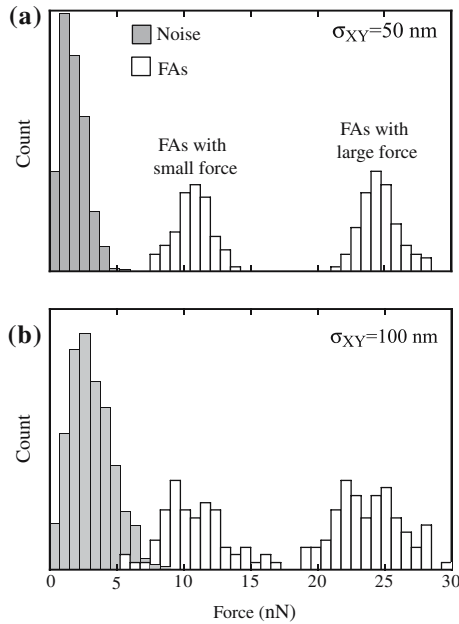 (a)
Noise
FAs
σXY=50 nm
FAs with
small force
FAs with
large force
Count
(b)
σXY=100 nm
Count
0 5 10 15 20 25 30
Force (nN)